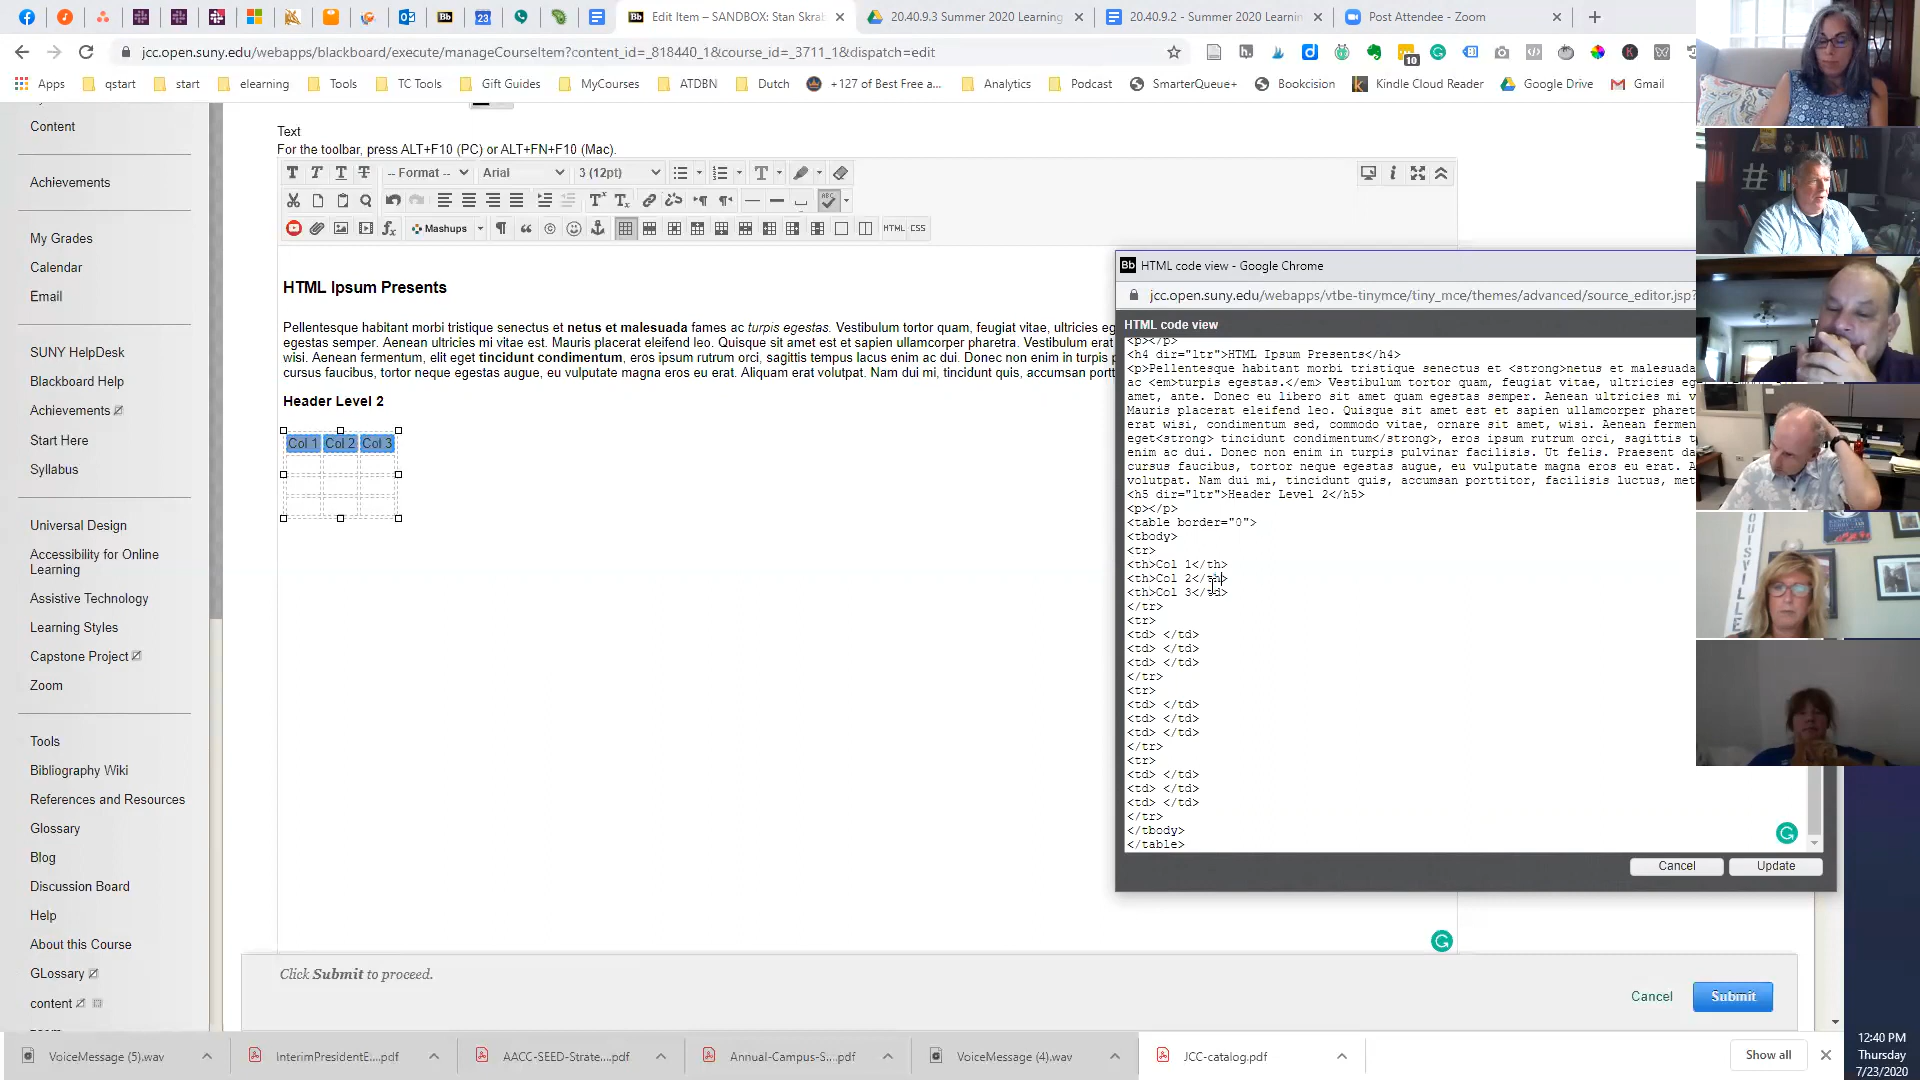 Edit Item – SANDBOX: Stan Skrab
20.40.9.3 Summer 2020 Learning
20.40.9.2 - Summer 2020 Learnin
Post Attendee - Zoom
jcc.open.suny.edu/webapps/blackboard/execute/manageCourseItem?content_id=_818440_1&course_id=_3711_1&dispatch=edit
Apps
qstart
start
elearning
Tools
TC Tools
Gift Guides
MyCourses
ATDBN
Dutch
+127 of Best Free a...
Analytics
Podcast
SmarterQueue+
Bookcision
Kindle Cloud Reader
Google Drive
Gmail
Content
Achievements
My Grades
Calendar
Email
SUNY HelpDesk
Blackboard Help
Achievements
Start Here
Syllabus
Universal Design
Accessibility for Online
Learning
Assistive Technology
Learning Styles
Capstone Project
Zoom
Tools
Bibliography Wiki
References and Resources
Glossary
Blog
Discussion Board
Help
About this Course
GLossary
content
Text
For the toolbar, press ALT+F10 (PC) or ALT+FN+F10 (Mac).
-- Format --
Arial
3 (12pt)
Mashups
HTML CSS
HTML Ipsum Presents
Pellentesque habitant morbi tristique senectus et netus et malesuada fames ac turpis egestas. Vestibulum tortor quam, feugiat vitae, ultricies eg
egestas semper. Aenean ultricies mi vitae est. Mauris placerat eleifend leo. Quisque sit amet est et sapien ullamcorper pharetra. Vestibulum erat
wisi. Aenean fermentum, elit eget tincidunt condimentum, eros ipsum rutrum orci, sagittis tempus lacus enim ac dui. Donec non enim in turpis p
cursus faucibus, tortor neque egestas augue, eu vulputate magna eros eu erat. Aliquam erat volutpat. Nam dui mi, tincidunt quis, accumsan portt
Header Level 2
Col 1 Col 2 Col 3
Bb HTML code view - Google Chrome
jcc.open.suny.edu/webapps/vtbe-tinymce/tiny_mce/themes/advanced/source_editor.jsp?
HTML code view
<p></p>
<h4 dir="ltr">HTML Ipsum Presents</h4>
<p>Pellentesque habitant morbi tristique senectus et <strong>netus et malesuada
ac <em>turpis egestas.</em> Vestibulum tortor quam, feugiat vitae, ultricies eg
amet, ante. Donec eu libero sit amet quam egestas semper. Aenean ultricies mi v
Mauris placerat eleifend leo. Quisque sit amet est et sapien ullamcorper pharet
erat wisi, condimentum sed, commodo vitae, ornare sit amet, wisi. Aenean fermen
eget<strong> tincidunt condimentum</strong>, eros ipsum rutrum orci, sagittis t
enim ac dui. Donec non enim in turpis pulvinar facilisis. Ut felis. Praesent da
cursus faucibus, tortor neque egestas augue, eu vulputate magna eros eu erat. A
volutpat. Nam dui mi, tincidunt quis, accumsan porttitor, facilisis luctus, met
<h5 dir="ltr">Header Level 2</h5>
<p></p>
<table border="0">
<tbody>
<tr>
<th>Col 1</th>
<th>Col 2</th>
<th>Col 3</td>
</tr>
<tr>
<td> </td>
<td> </td>
<td> </td>
</tr>
<tr>
<td> </td>
<td> </td>
<td> </td>
</tr>
<tr>
<td> </td>
<td> </td>
<td> </td>
</tr>
</tbody>
</table>
Cancel
Update
Click Submit to proceed.
Cancel
Submit
VoiceMessage (5).wav
InterimPresidentE....pdf
AACC-SEED-Strate....pdf
Annual-Campus-S....pdf
VoiceMessage (4).wav
JCC-catalog.pdf
Show all
12:40 PM
Thursday
7/23/2020